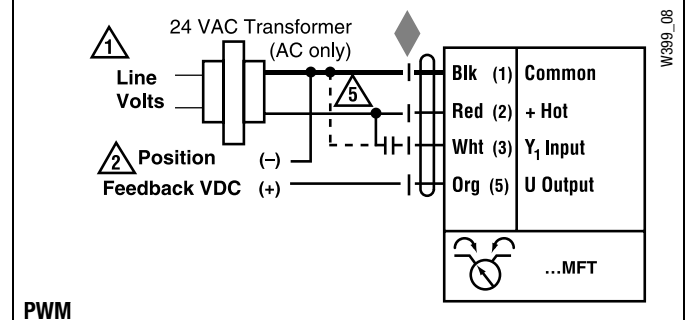 24 VAC Transformer
(AC only)
1
Line
Volts
5
2 Position (–)
Feedback VDC (+)
Blk (1) Common
Red (2) + Hot
Wht (3) Y₁ Input
Org (5) U Output
...MFT
W399_08
PWM